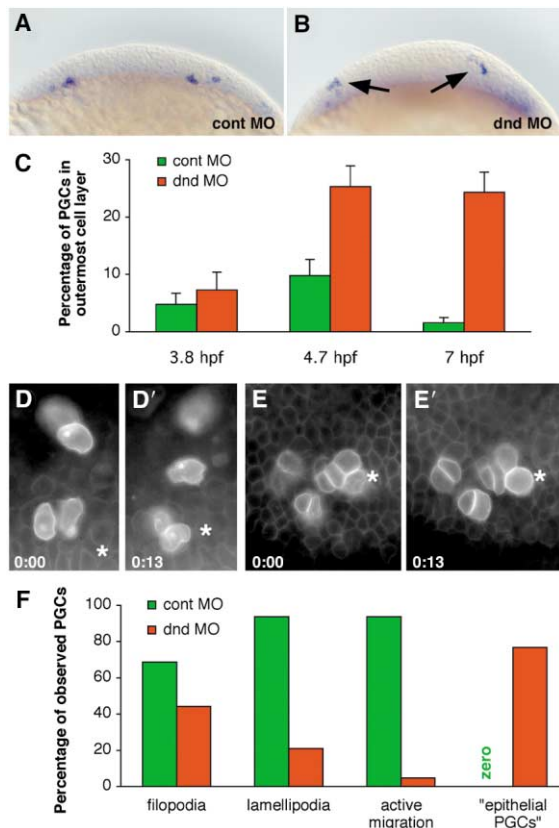 A
B
cont MO
dnd MO
C
Percentage of PGCs in
outermost cell layer
30
20
10
0
cont MO
dnd MO
3.8 hpf
4.7 hpf
7 hpf
D
D′
E
E′
*
*
*
*
0:00
0:13
0:00
0:13
F
Percentage of observed PGCs
100
80
60
40
20
0
cont MO
dnd MO
zero
filopodia
lamellipodia
active
migration
"epithelial
PGCs"